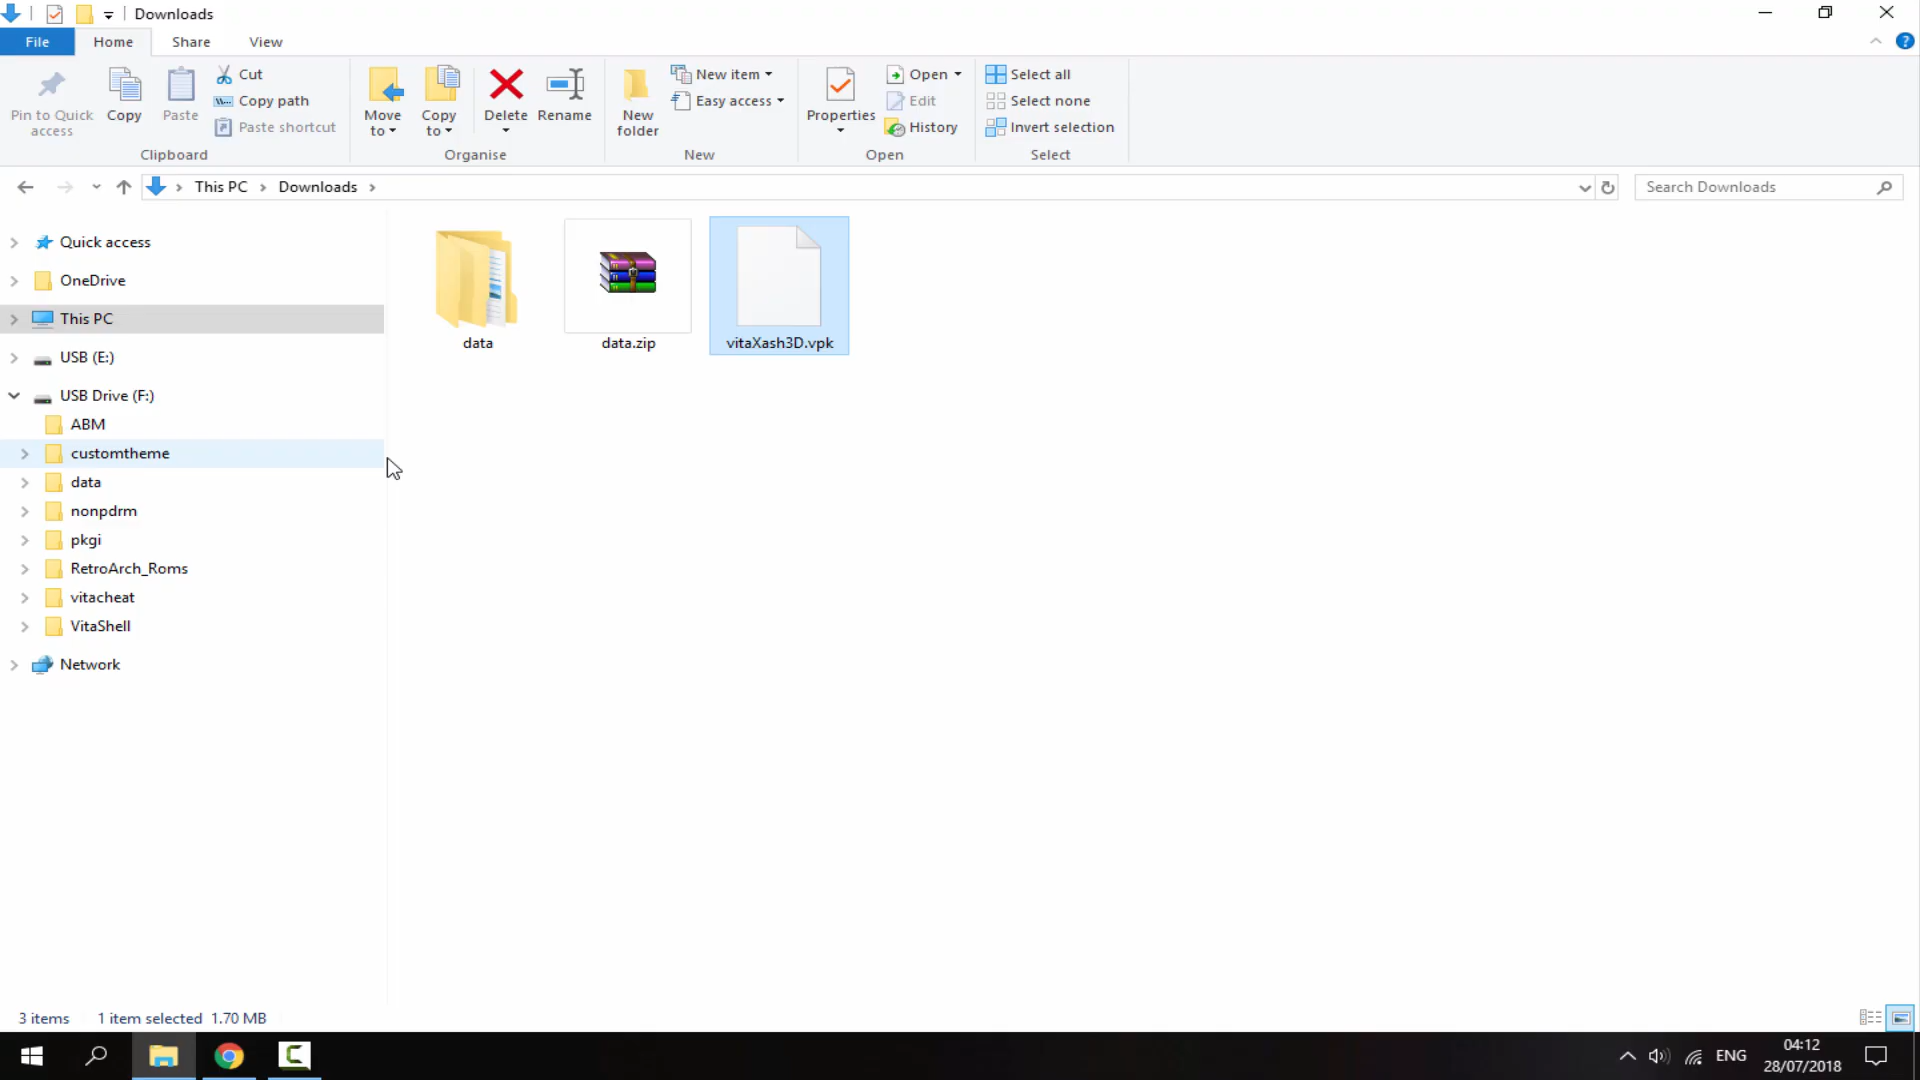 Downloads
File Home Share View
Pin to Quick access
Copy
Paste
Cut
Copy path
Paste shortcut
Clipboard
Move to
Copy to
Delete
Rename
Organise
New folder
New item
Easy access
New
Properties
Open
Edit
History
Open
Select all
Select none
Invert selection
Select
This PC Downloads
Search Downloads
Quick access
OneDrive
This PC
USB (E:)
USB Drive (F:)
ABM
customtheme
data
nonpdrm
pkgi
RetroArch_Roms
vitacheat
VitaShell
Network
data
data.zip
vitaXash3D.vpk
3 items 1 item selected 1.70 MB
ENG
04:12
28/07/2018